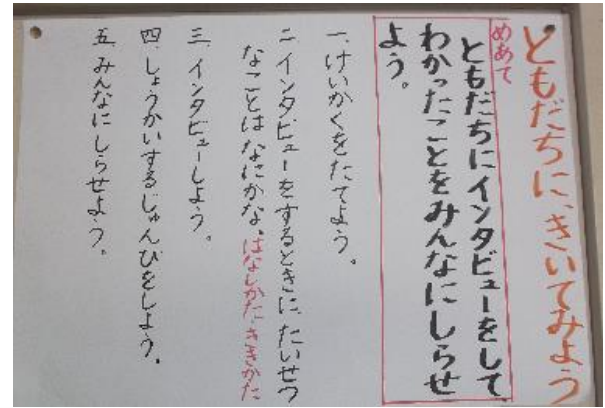 ともだちに、きいてみよう
めあて
ともだちにインタビューをして、
わかったことをみんなにしらせ
よう。
一、けいかくをたてよう。
二、インタビューをするときに、たいせつ
なことはなにかな。はなしかた・ききかた
三、インタビューしよう。
四、しょうかいするじゅんびをしよう。
五、みんなにしらせよう。